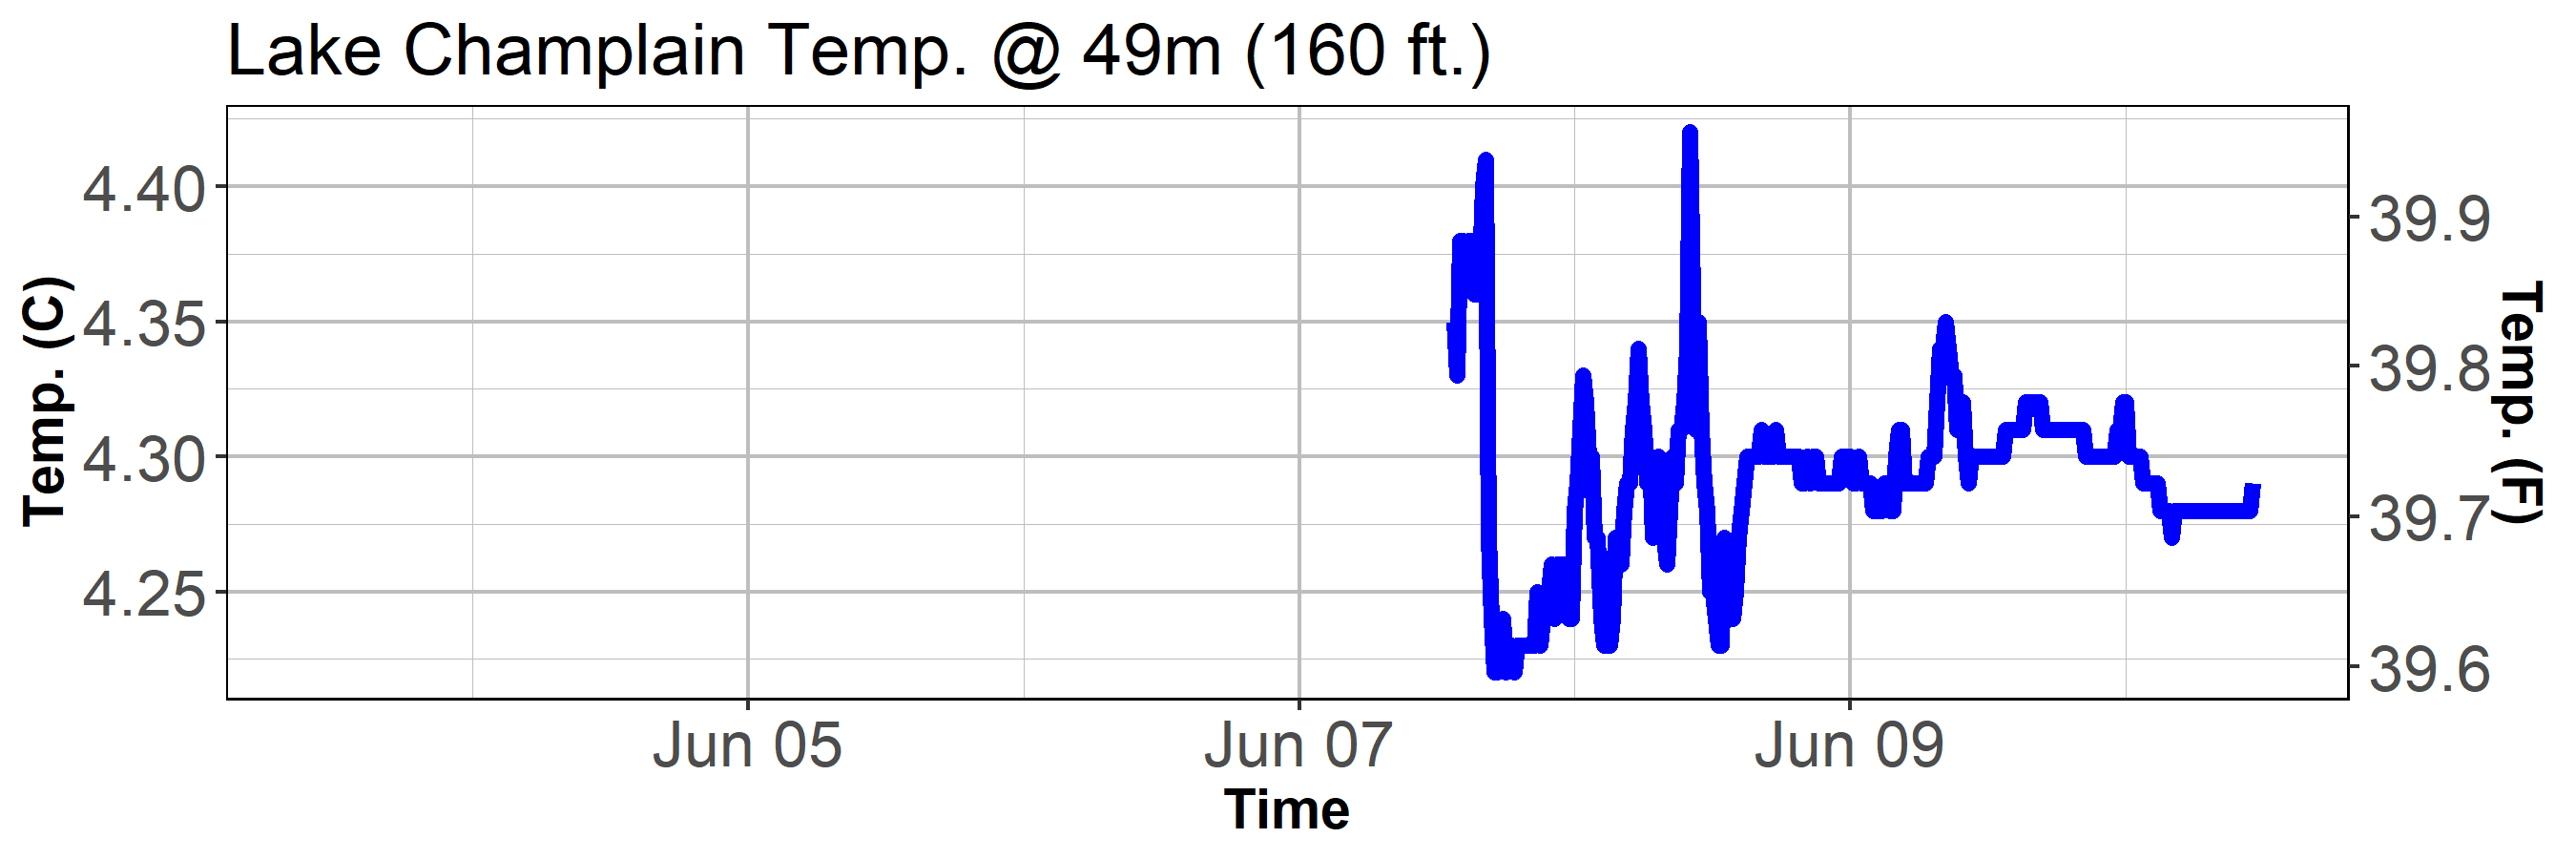 Lake Champlain Temp. @ 49m (160 ft.)
4.40
4.35
4.30
4.25
Temp. (C)
39.9
39.8
39.7
39.6
Temp. (F)
Jun 05 Jun 07 Jun 09
Time